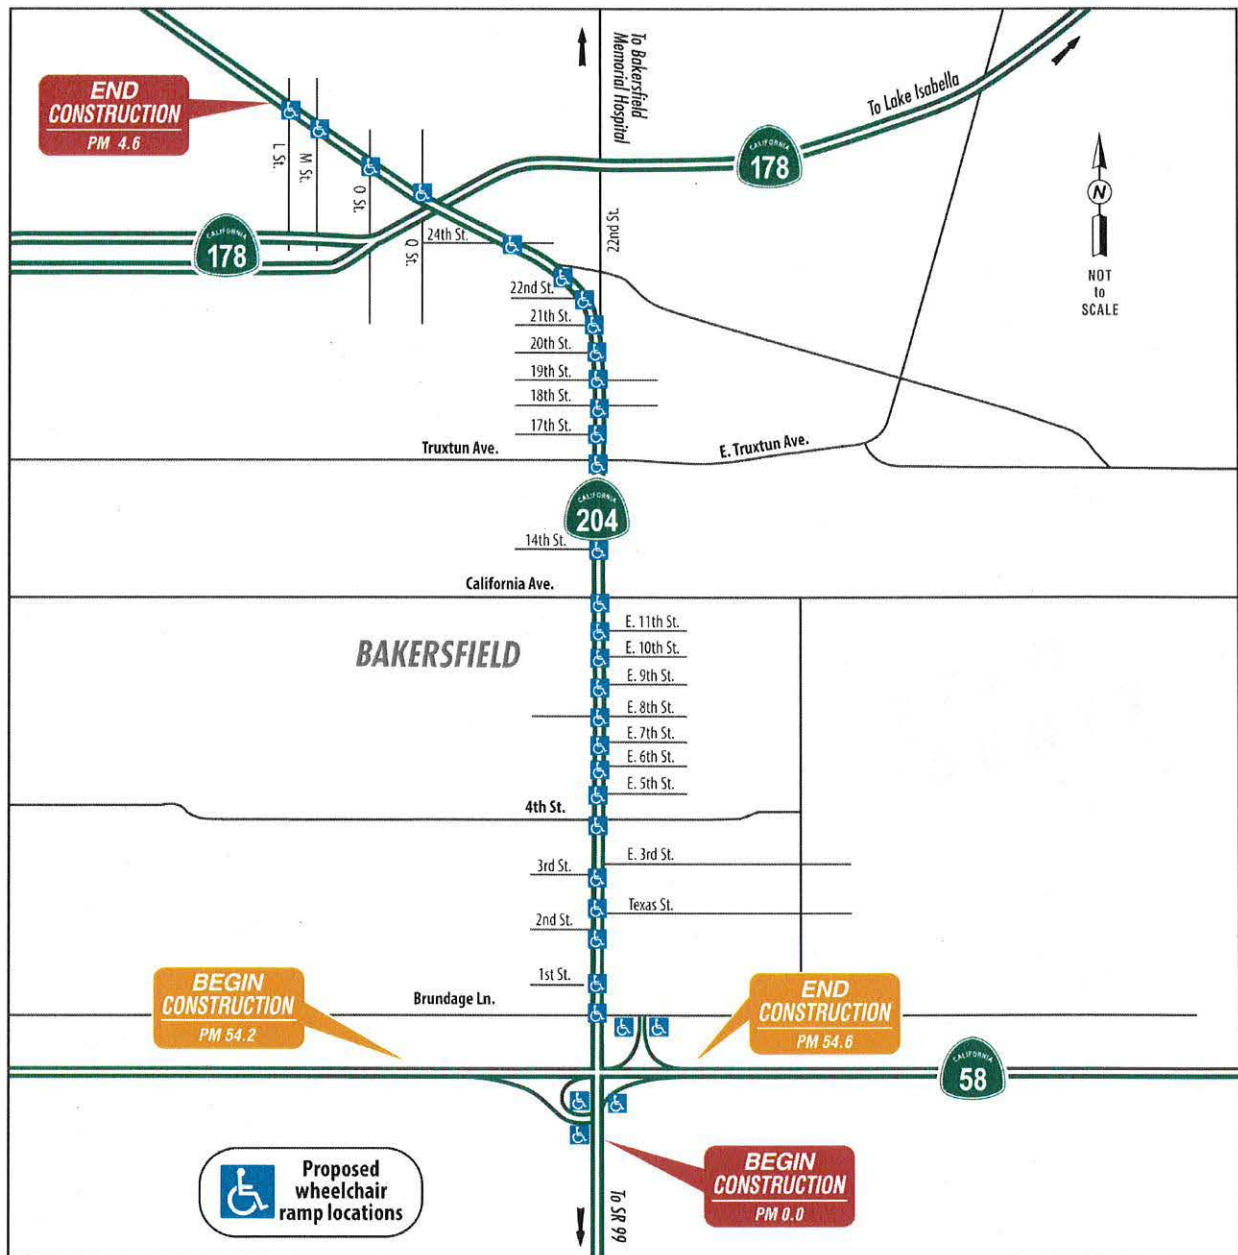 To Bakersfield
Memorial Hospital
To Lake Isabella
END
CONSTRUCTION
PM 4.6
CALIFORNIA
178
L St.
M St.
O St.
Q St.
CALIFORNIA
178
N
NOT
to
SCALE
24th St.
22nd St.
22nd St.
21th St.
20th St.
19th St.
18th St.
17th St.
Truxtun Ave.
E. Truxtun Ave.
CALIFORNIA
204
14th St.
California Ave.
BAKERSFIELD
E. 11th St.
E. 10th St.
E. 9th St.
E. 8th St.
E. 7th St.
E. 6th St.
E. 5th St.
4th St.
E. 3rd St.
3rd St.
Texas St.
2nd St.
1st St.
Brundage Ln.
BEGIN
CONSTRUCTION
PM 54.2
END
CONSTRUCTION
PM 54.6
CALIFORNIA
58
BEGIN
CONSTRUCTION
PM 0.0
Proposed
wheelchair
ramp locations
To SR 99